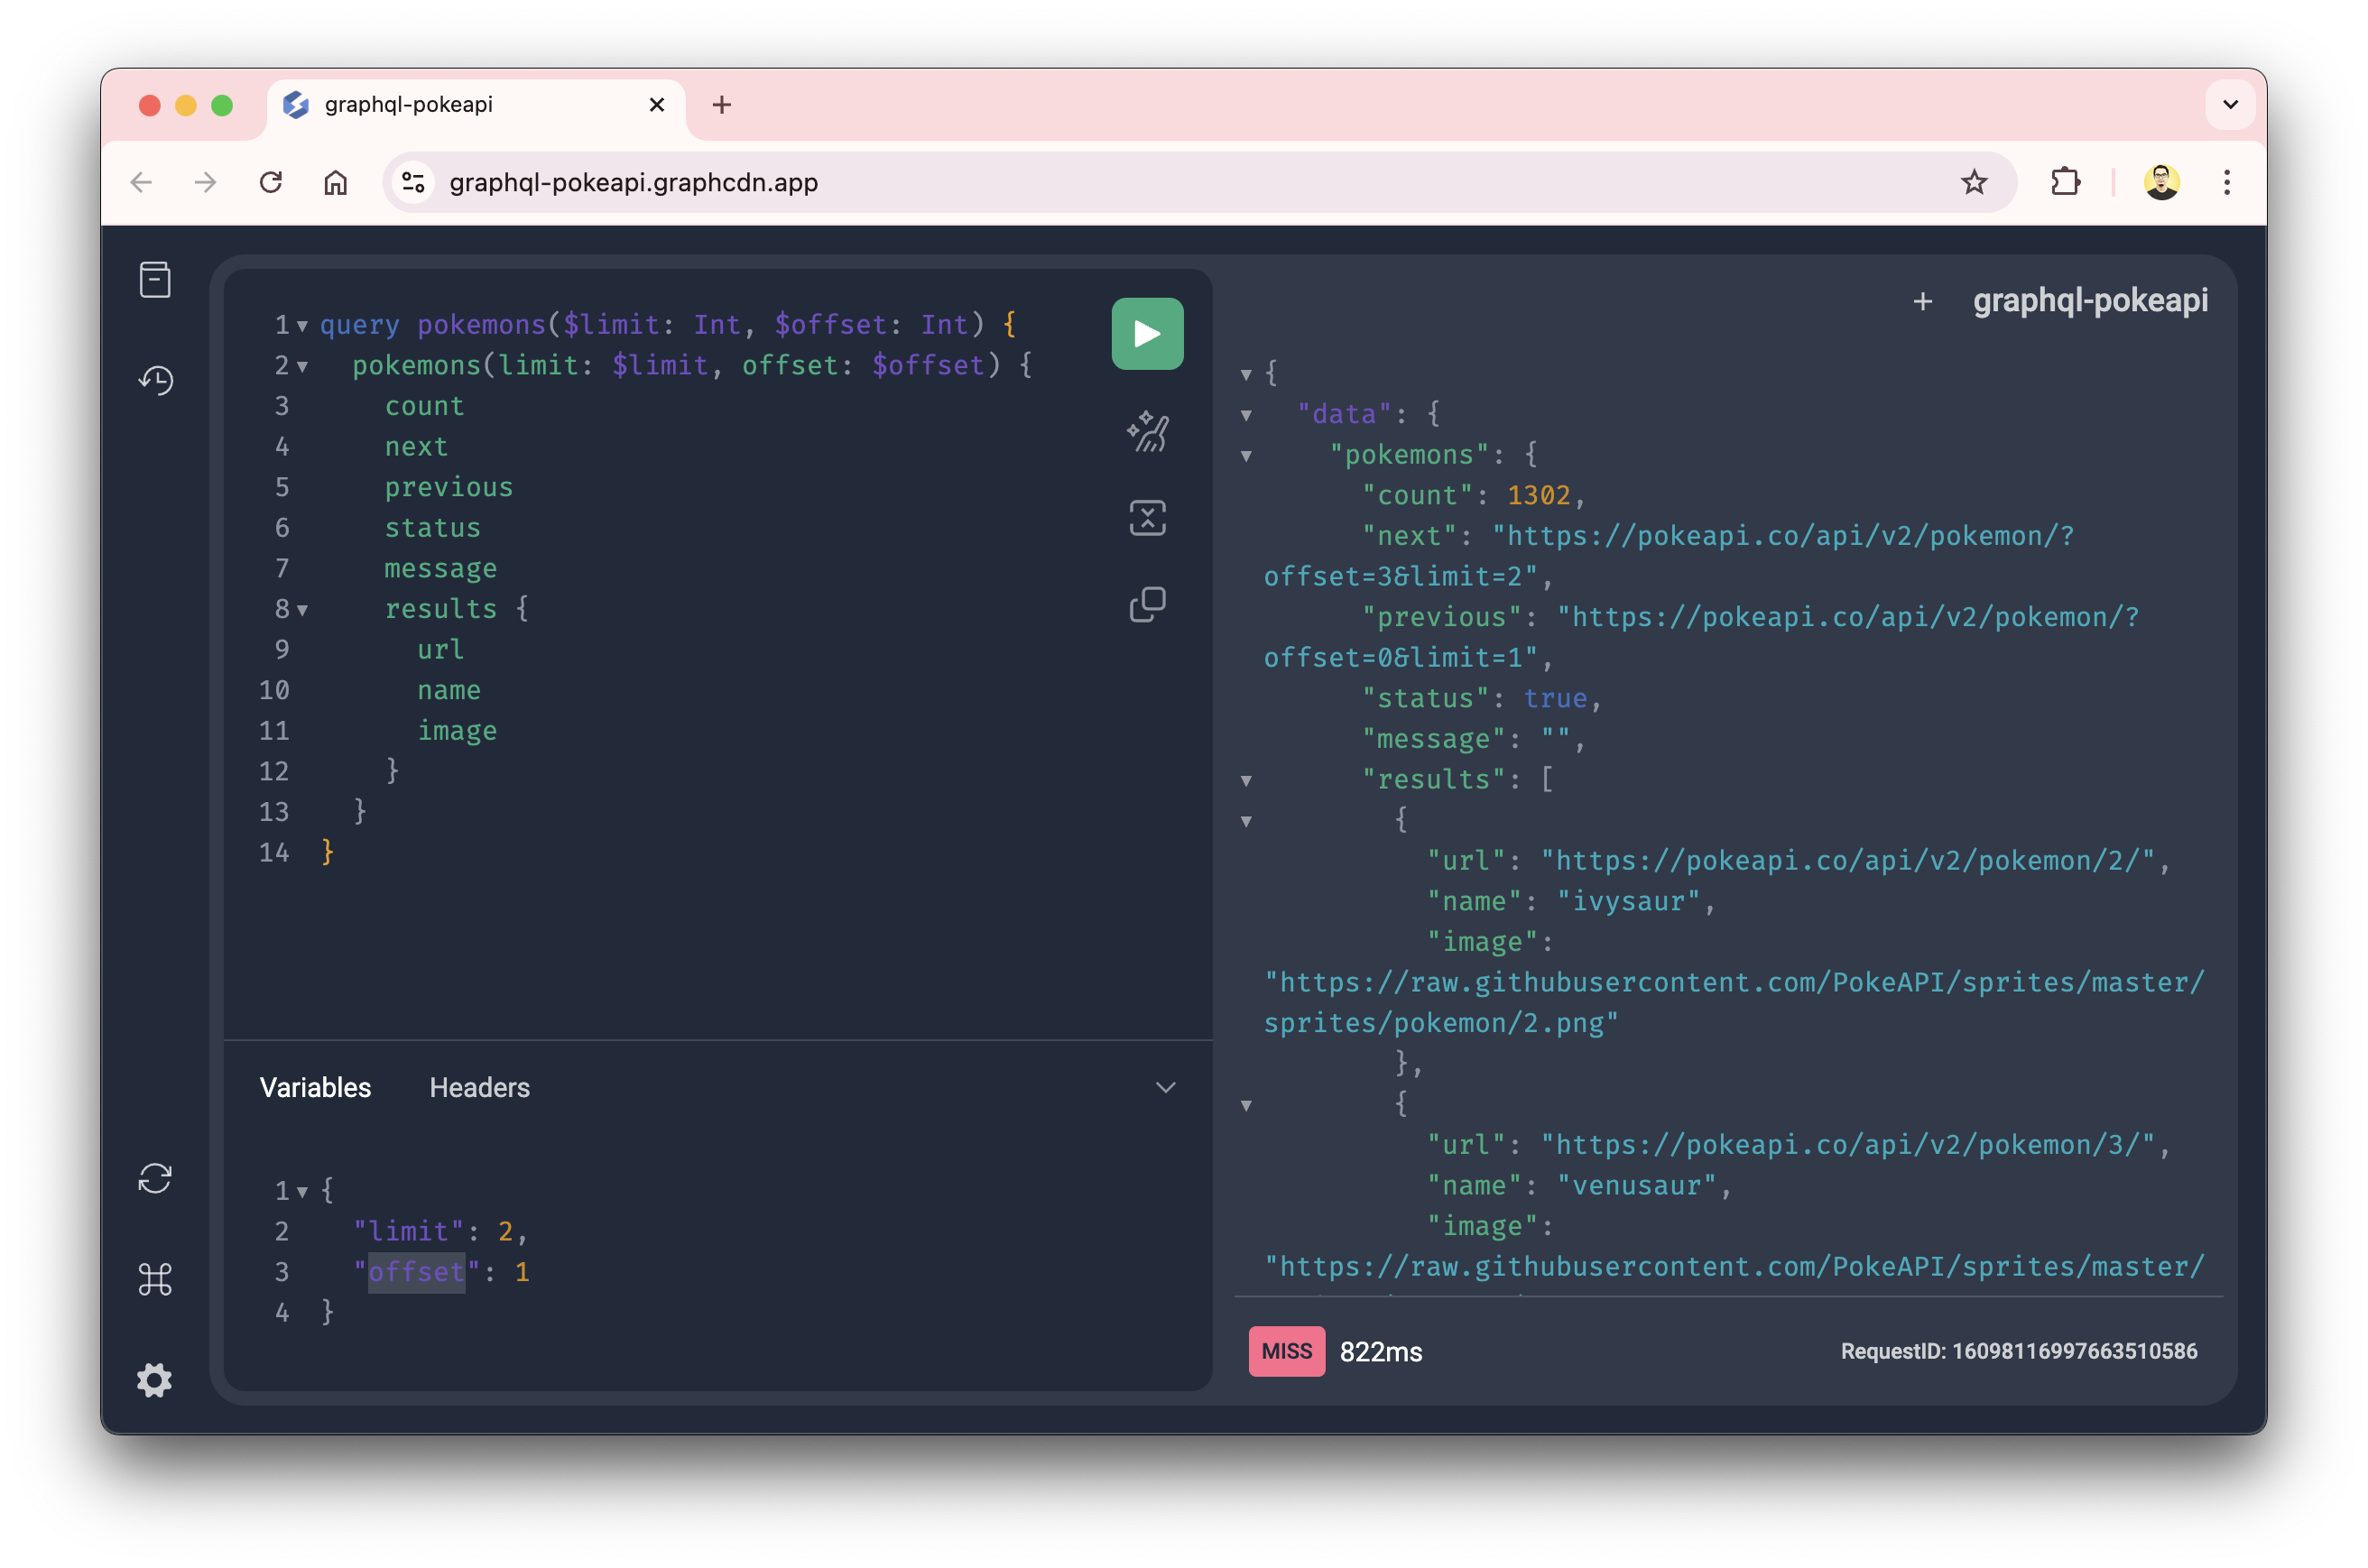 graphql-pokeapi
graphql-pokeapi.graphcdn.app
1 query pokemons($limit: Int, $offset: Int) {
2 pokemons(limit: $limit, offset: $offset) {
3 count
4 next
5 previous
6 status
7 message
8 results {
9 url
10 name
11 image
12 }
13 }
14 }
Variables Headers
1 {
2 "limit": 2,
3 "offset": 1
4 }
+ graphql-pokeapi
{
"data": {
"pokemons": {
"count": 1302,
"next": "https://pokeapi.co/api/v2/pokemon/?
offset=3&limit=2",
"previous": "https://pokeapi.co/api/v2/pokemon/?
offset=0&limit=1",
"status": true,
"message": "",
"results": [
{
"url": "https://pokeapi.co/api/v2/pokemon/2/",
"name": "ivysaur",
"image":
"https://raw.githubusercontent.com/PokeAPI/sprites/master/
sprites/pokemon/2.png"
},
{
"url": "https://pokeapi.co/api/v2/pokemon/3/",
"name": "venusaur",
"image":
"https://raw.githubusercontent.com/PokeAPI/sprites/master/
MISS 822ms
RequestID: 16098116997663510586